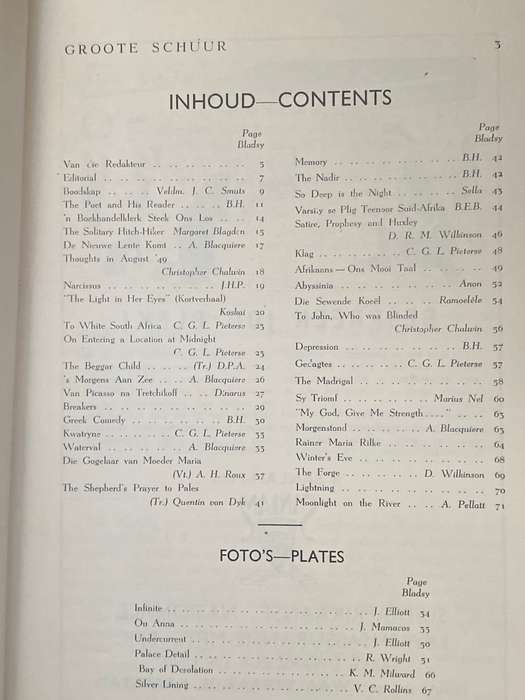 GROOTE SCHUUR 3
INHOUD—CONTENTS
Page
Bladsy
Van die Redakteur .. .. .. .. .. .. .. 5
Editorial .. .. .. .. .. .. .. .. 7
Boodskap .. .. .. Veldm. J. C. Smuts 9
The Poet and His Reader .. .. .. B.H. 11
'n Boekhandelklerk Steek Ons Los .. .. .. 14
The Solitary Hitch-Hiker Margaret Blagden 15
De Nieuwe Lente Komt .. A. Blacquiere 17
Thoughts in August '49
Christopher Chalwin 18
Narcissus .. .. .. .. .. .. J.H.P. 19
"The Light in Her Eyes" (Kortverhaal)
Koshai 20
To White South Africa C. G. L. Pieterse 23
On Entering a Location at Midnight
C. G. L. Pieterse 23
The Beggar Child .. .. .. (Tr.) D.P.A. 24
's Morgens Aan Zee .. .. A. Blacquiere 26
Van Picasso na Tretchikoff .. .. Dinarus 27
Breakers .. .. .. .. .. .. .. .. 29
Greek Comedy .. .. .. .. .. B.H. 30
Kwatryne .. .. .. .. C. G. L. Pieterse 33
Waterval .. .. .. .. .. A. Blacquiere 35
Die Gogelaar van Moeder Maria
(Vt.) A. H. Roux 37
The Shepherd's Prayer to Pales
(Tr.) Quentin van Dyk 41
Page
Bladsy
Memory .. .. .. .. .. .. .. B.H. 42
The Nadir .. .. .. .. .. .. B.H. 42
So Deep is the Night .. .. .. .. Sella 43
Varsity se Plig Teenoor Suid-Afrika B.E.B. 44
Satire, Prophesy and Huxley
D. R. M. Wilkinson 46
Klag .. .. .. .. .. C. G. L. Pieterse 48
Afrikaans — Ons Mooi Taal .. .. .. .. 49
Abyssinia .. .. .. .. .. .. Anon 52
Die Sewende Koeël .. .. .. Ramoelöle 54
To John, Who was Blinded
Christopher Chalwin 56
Depression .. .. .. .. .. .. B.H. 57
Gedagtes .. .. .. .. C. G. L. Pieterse 57
The Madrigal .. .. .. .. .. .. .. 58
Sy Triomf .. .. .. .. .. Marius Nel 60
"My God, Give Me Strength...." .. .. 63
Morgenstond .. .. .. .. A. Blacquiere 63
Rainer Maria Rilke .. .. .. .. .. .. 64
Winter's Eve .. .. .. .. .. .. .. 68
The Forge .. .. .. .. .. D. Wilkinson 69
Lightning .. .. .. .. .. .. .. .. 70
Moonlight on the River .. .. A. Pellatt 71
FOTO'S—PLATES
Page
Bladsy
Infinite .. .. .. .. .. .. .. .. J. Elliott 34
Ou Anna .. .. .. .. .. .. .. J. Mamacos 35
Undercurrent .. .. .. .. .. .. .. J. Elliott 50
Palace Detail .. .. .. .. .. .. .. R. Wright 51
Bay of Desolation .. .. .. .. .. K. M. Milward 66
Silver Lining .. .. .. .. .. .. V. C. Rollins 67